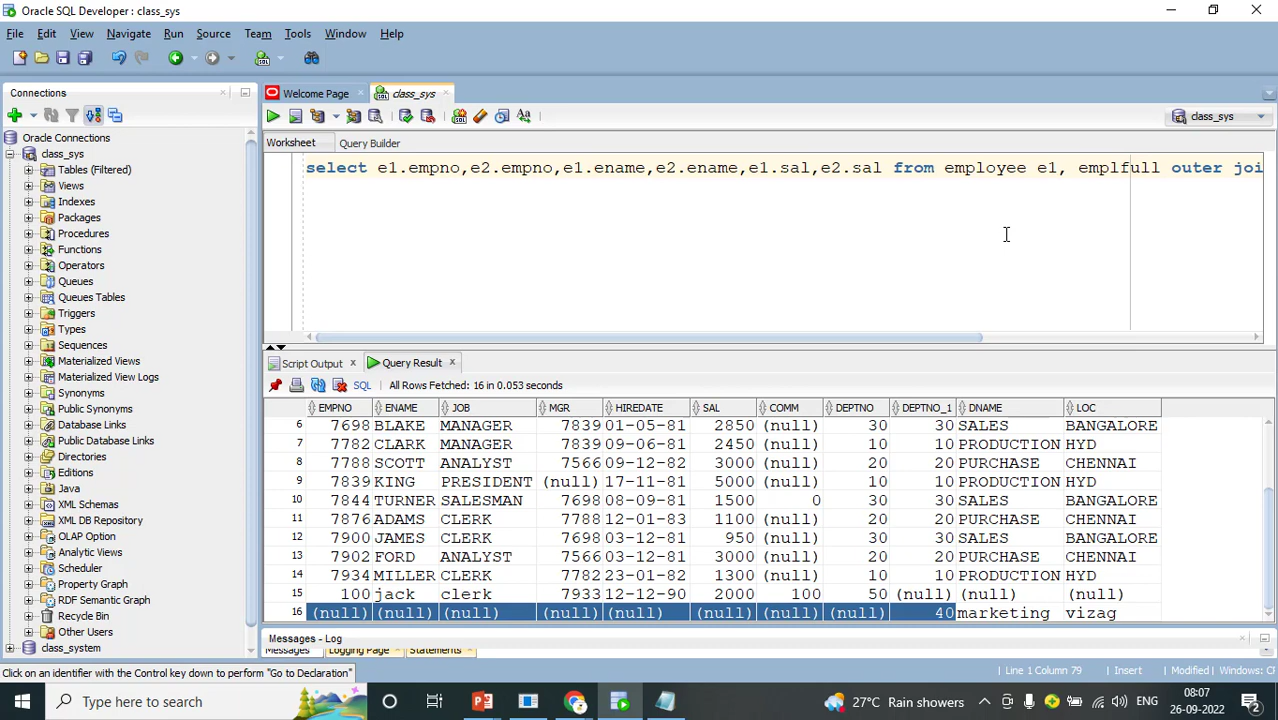 Oracle SQL Developer : class_sys
File Edit View Navigate Run Source Team Tools Window Help
Connections
Welcome Page
class_sys
class_sys
Worksheet Query Builder
Oracle Connections
class_sys
Tables (Filtered)
Views
Indexes
Packages
Procedures
Functions
Operators
Queues
Queues Tables
Triggers
Types
Sequences
Materialized Views
Materialized View Logs
Synonyms
Public Synonyms
Database Links
Public Database Links
Directories
Editions
Java
XML Schemas
XML DB Repository
OLAP Option
Analytic Views
Scheduler
Property Graph
RDF Semantic Graph
Recycle Bin
Other Users
class_system
select e1.empno,e2.empno,e1.ename,e2.ename,e1.sal,e2.sal from employee e1, emplfull outer joi
Script Output Query Result
SQL All Rows Fetched: 16 in 0.053 seconds
EMPNO ENAME JOB MGR HIREDATE SAL COMM DEPTNO DEPTNO_1 DNAME LOC
6 7698 BLAKE MANAGER 7839 01-05-81 2850 (null) 30 30 SALES BANGALORE
7 7782 CLARK MANAGER 7839 09-06-81 2450 (null) 10 10 PRODUCTION HYD
8 7788 SCOTT ANALYST 7566 09-12-82 3000 (null) 20 20 PURCHASE CHENNAI
9 7839 KING PRESIDENT (null) 17-11-81 5000 (null) 10 10 PRODUCTION HYD
10 7844 TURNER SALESMAN 7698 08-09-81 1500 0 30 30 SALES BANGALORE
11 7876 ADAMS CLERK 7788 12-01-83 1100 (null) 20 20 PURCHASE CHENNAI
12 7900 JAMES CLERK 7698 03-12-81 950 (null) 30 30 SALES BANGALORE
13 7902 FORD ANALYST 7566 03-12-81 3000 (null) 20 20 PURCHASE CHENNAI
14 7934 MILLER CLERK 7782 23-01-82 1300 (null) 10 10 PRODUCTION HYD
15 100 jack clerk 7933 12-12-90 2000 100 50 (null) (null) (null)
16 (null) (null) (null) (null) (null) (null) (null) (null) 40 marketing vizag
Messages - Log
Messages Logging Page Statements
Click on an identifier with the Control key down to perform "Go to Declaration"
Line 1 Column 79 Insert Modified Windows: CF
Type here to search
27°C Rain showers
ENG
08:07
26-09-2022
2